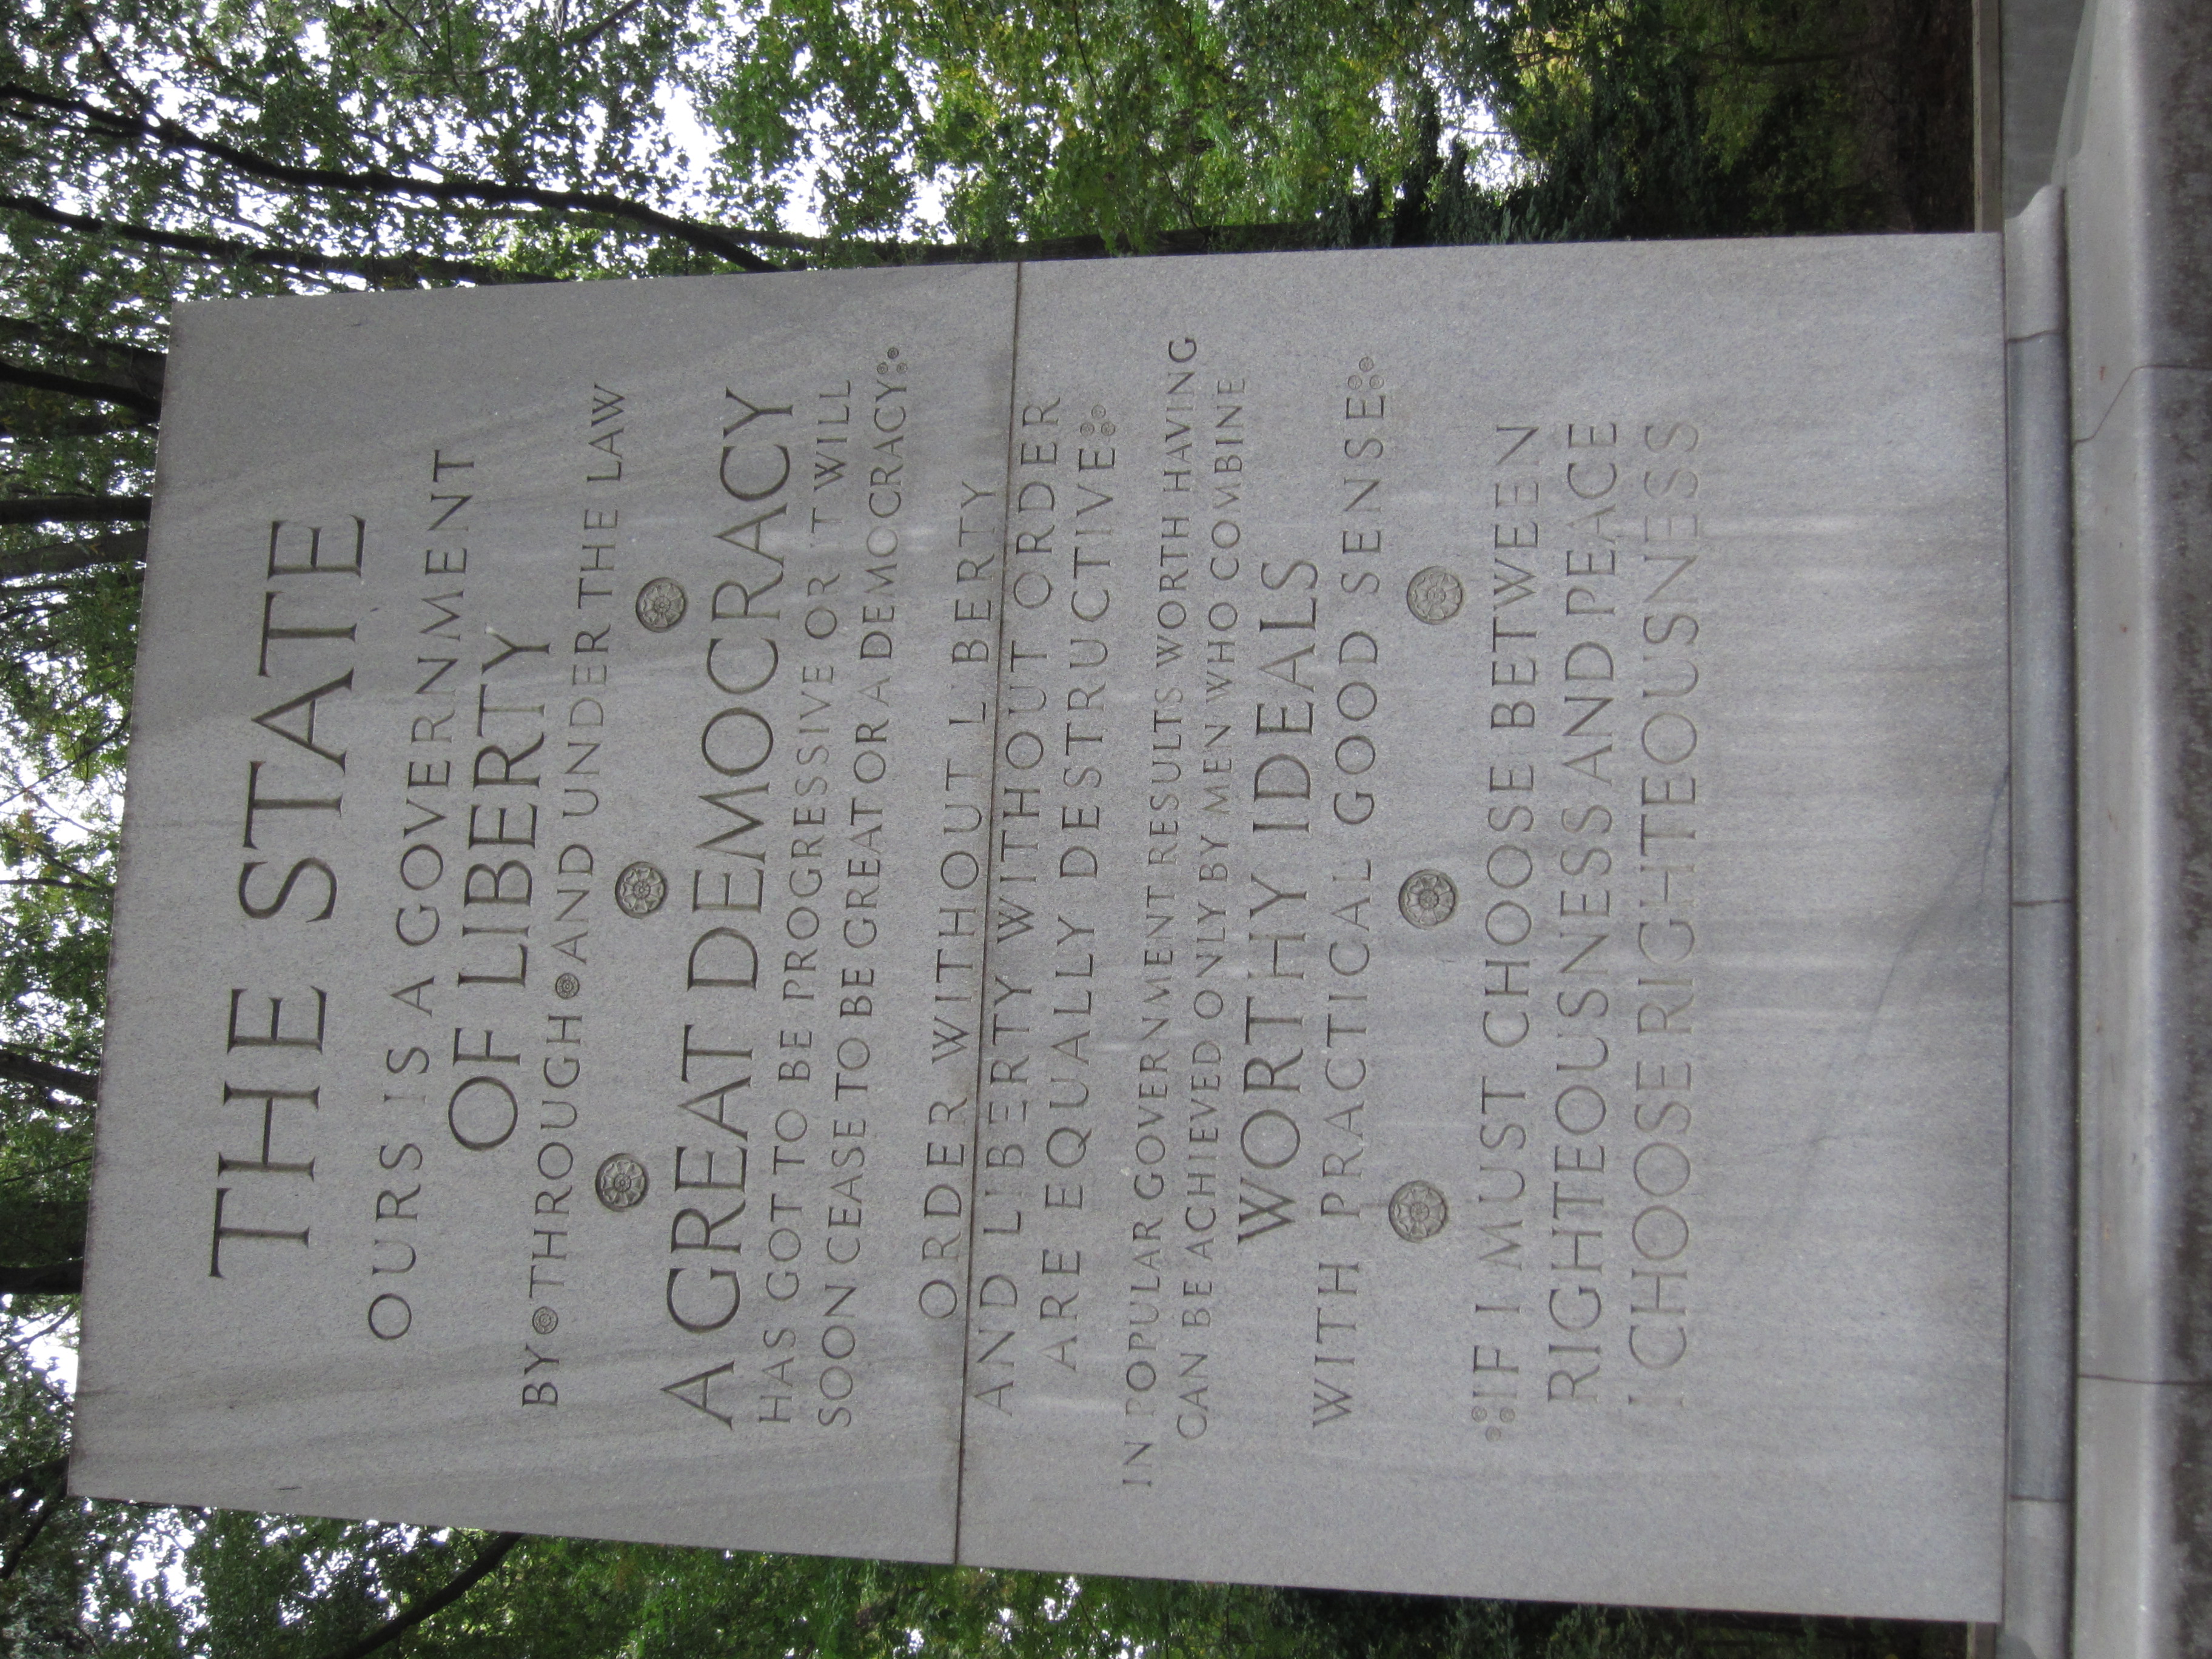 THE STATE
OURS IS A GOVERNMENT
OF LIBERTY
BY • THROUGH • AND UNDER THE LAW
A GREAT DEMOCRACY
HAS GOT TO BE PROGRESSIVE OR IT WILL
SOON CEASE TO BE GREAT OR A DEMOCRACY
ORDER WITHOUT LIBERTY
AND LIBERTY WITHOUT ORDER
ARE EQUALLY DESTRUCTIVE
IN POPULAR GOVERNMENT RESULTS WORTH HAVING
CAN BE ACHIEVED ONLY BY MEN WHO COMBINE
WORTHY IDEALS
WITH PRACTICAL GOOD SENSE
IF I MUST CHOOSE BETWEEN
RIGHTEOUSNESS AND PEACE
I CHOOSE RIGHTEOUSNESS